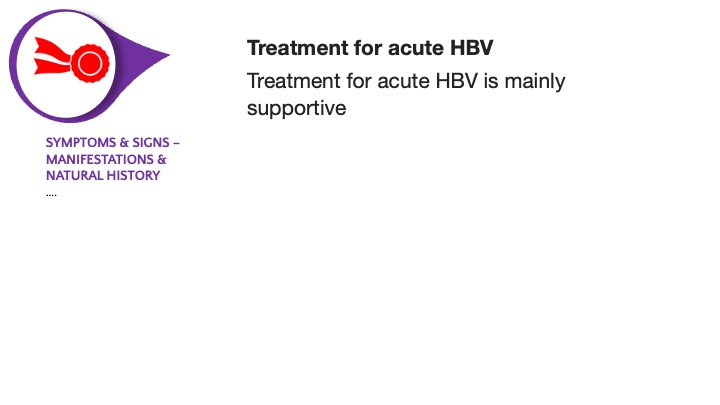 Treatment for acute HBV
Treatment for acute HBV is mainly
supportive
SYMPTOMS & SIGNS –
MANIFESTATIONS &
NATURAL HISTORY
....